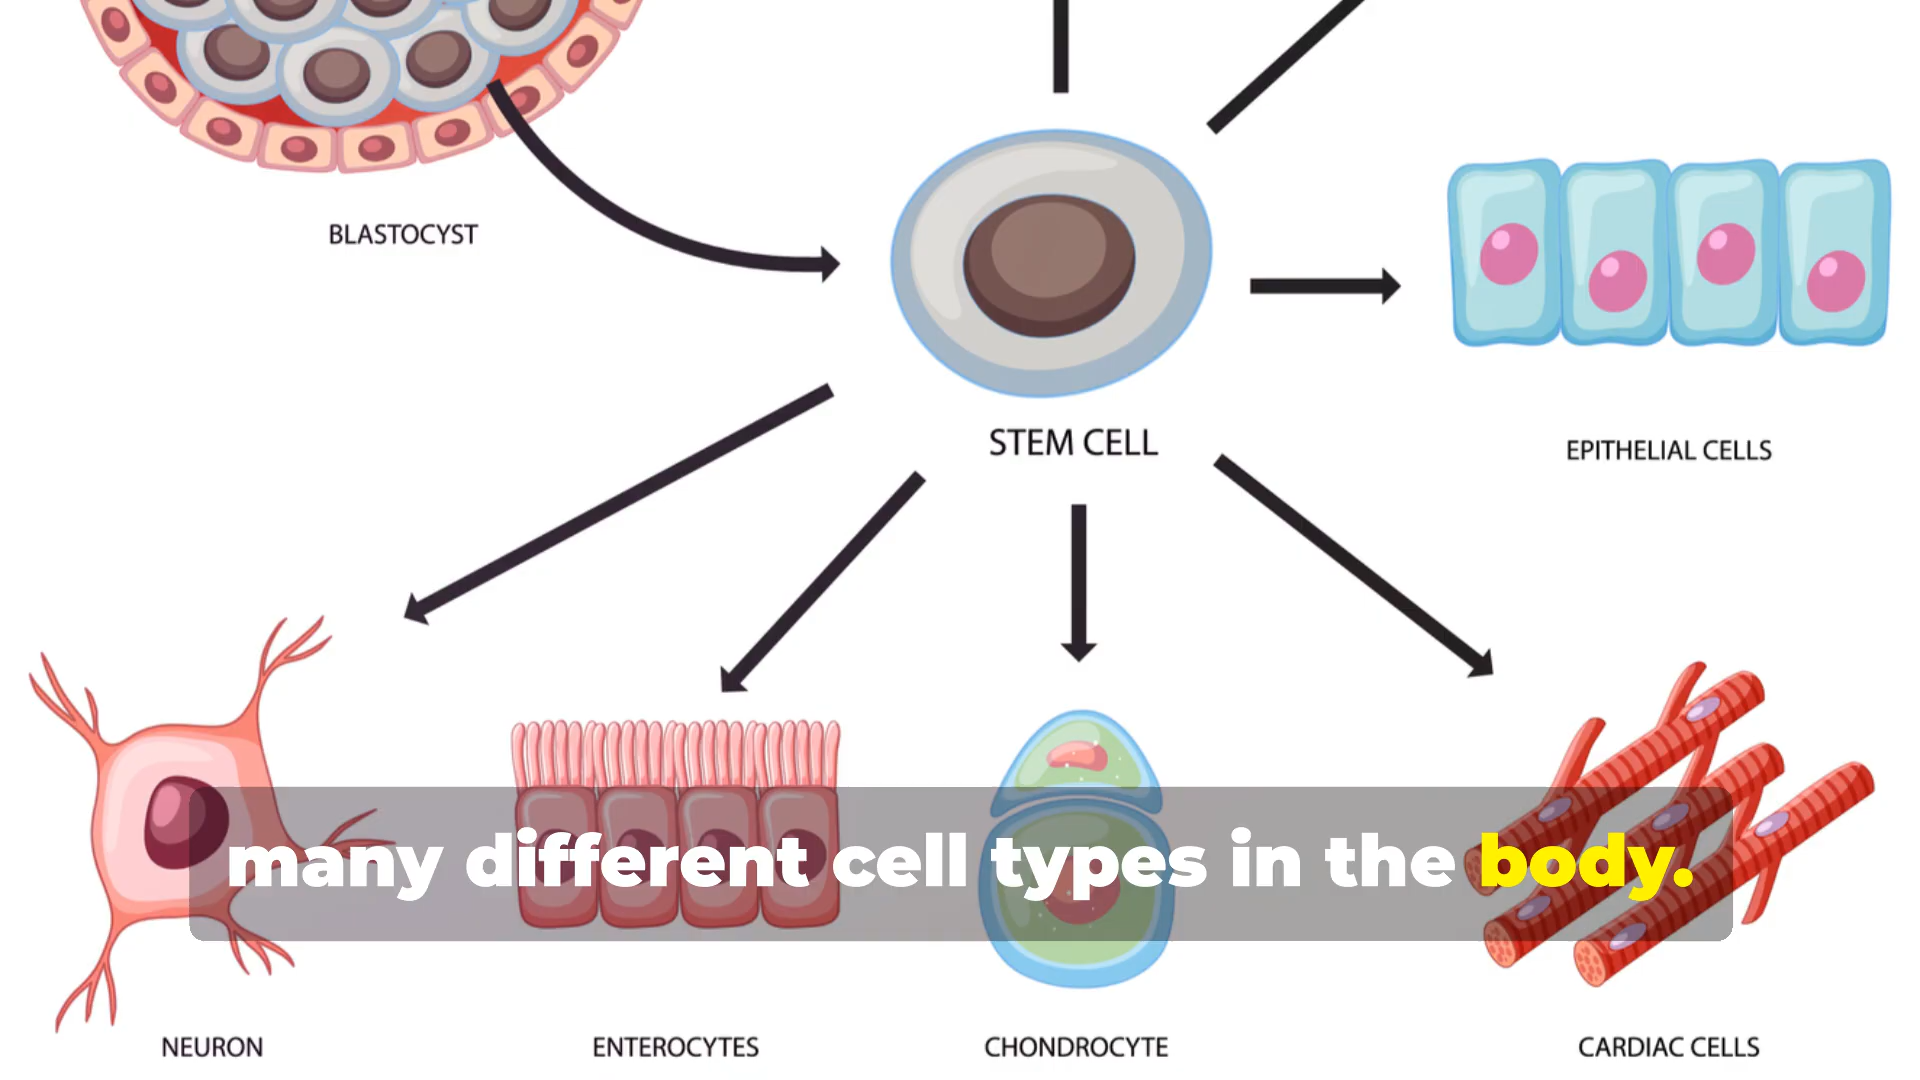 BLASTOCYST
STEM CELL
EPITHELIAL CELLS
many different cell types in the body.
NEURON
ENTEROCYTES
CHONDROCYTE
CARDIAC CELLS